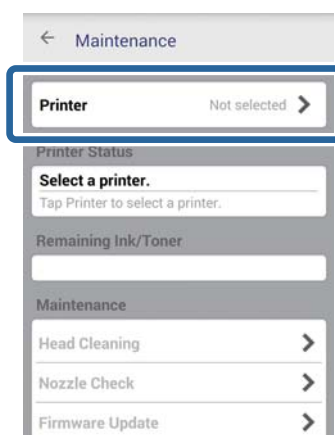 Maintenance
Printer Not selected
Printer Status
Select a printer.
Tap Printer to select a printer.
Remaining Ink/Toner
Maintenance
Head Cleaning
Nozzle Check
Firmware Update